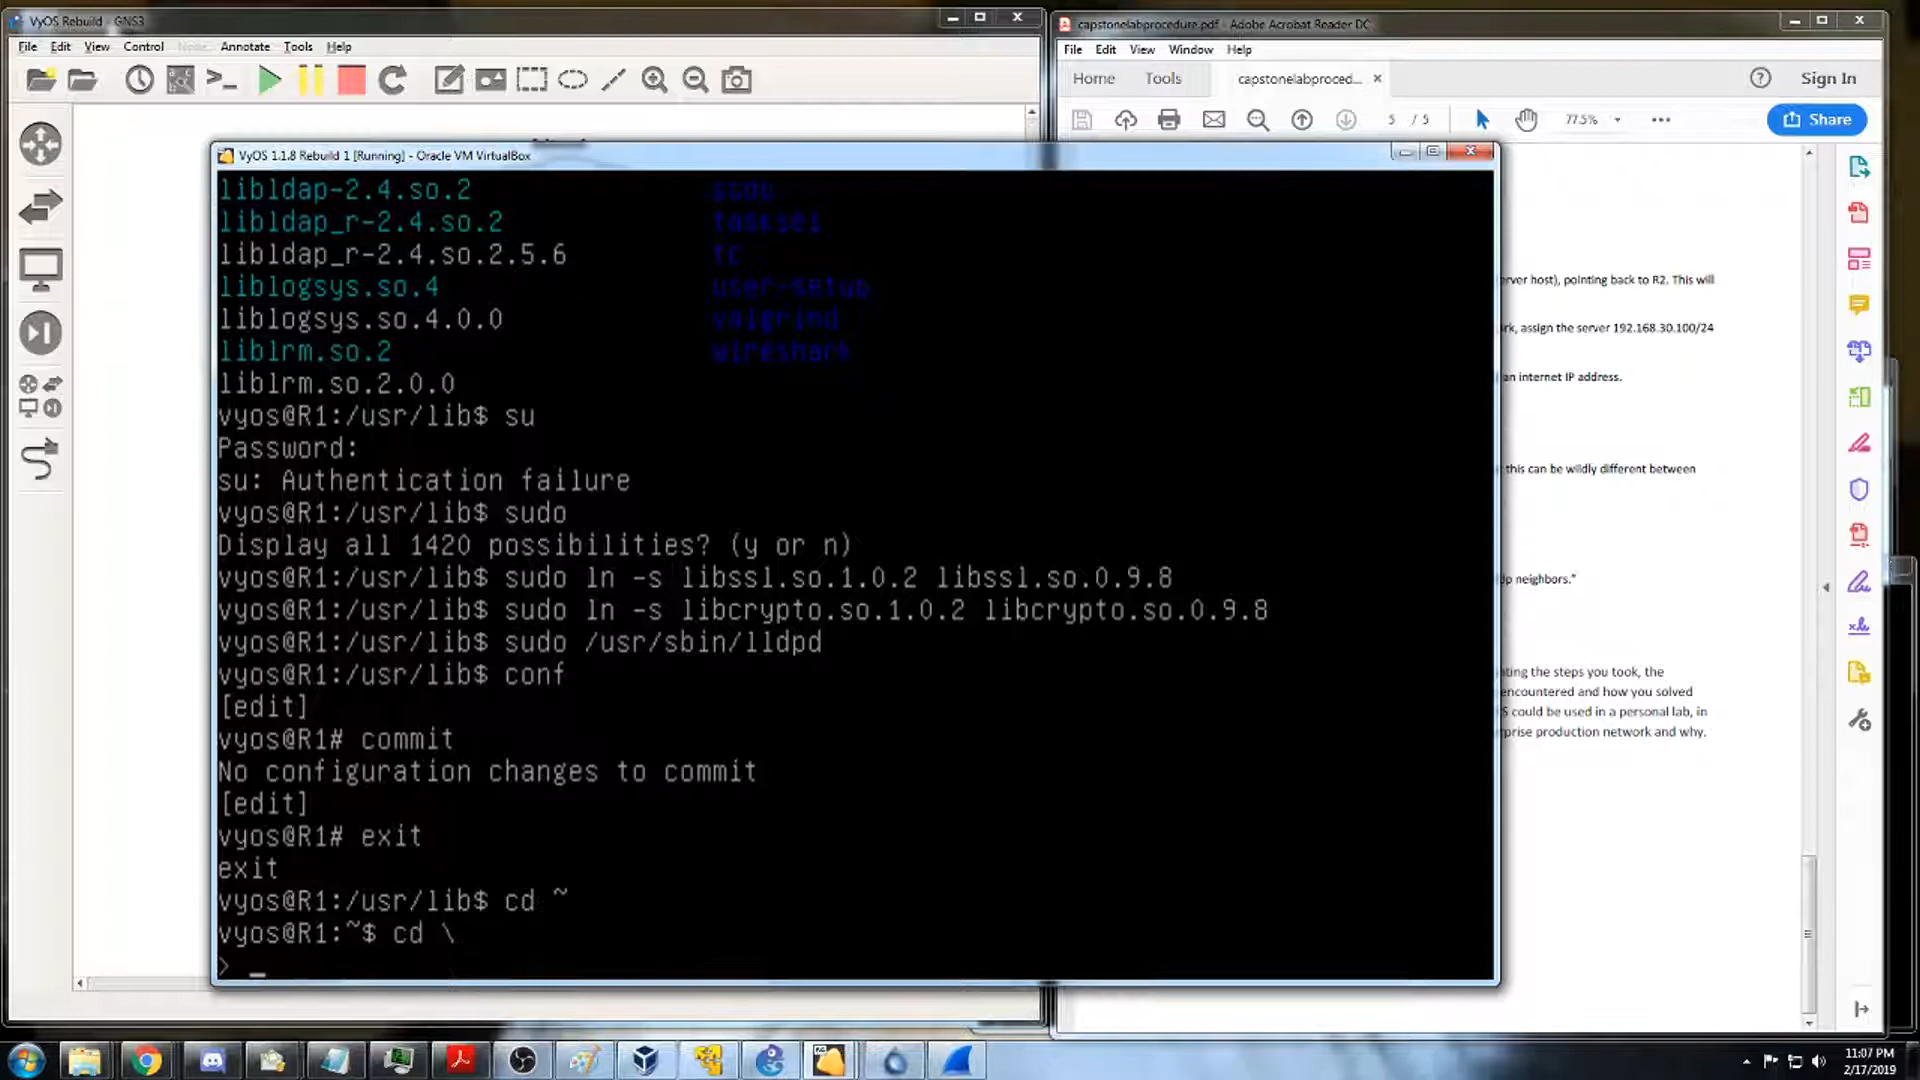 VyOS Rebuild - GNS3
File Edit View Control Node Annotate Tools Help
capstonelabprocedure.pdf - Adobe Acrobat Reader DC
File Edit View Window Help
Home Tools capstonelabproced... × Sign In
5 / 5 77.5% Share
VyOS 1.1.8 Rebuild 1 [Running] - Oracle VM VirtualBox
libldap-2.4.so.2 sudo
libldap_r-2.4.so.2 tasksel
libldap_r-2.4.so.2.5.6 tc
liblogsys.so.4 user-setup
liblogsys.so.4.0.0 valgrind
liblrm.so.2 wireshark
liblrm.so.2.0.0
vyos@R1:/usr/lib$ su
Password:
su: Authentication failure
vyos@R1:/usr/lib$ sudo
Display all 1420 possibilities? (y or n)
vyos@R1:/usr/lib$ sudo ln -s libssl.so.1.0.2 libssl.so.0.9.8
vyos@R1:/usr/lib$ sudo ln -s libcrypto.so.1.0.2 libcrypto.so.0.9.8
vyos@R1:/usr/lib$ sudo /usr/sbin/lldpd
vyos@R1:/usr/lib$ conf
[edit]
vyos@R1# commit
No configuration changes to commit
[edit]
vyos@R1# exit
exit
vyos@R1:/usr/lib$ cd ~
vyos@R1:~$ cd \
> _
host), pointing back to R2. This will
assign the server 192.168.30.100/24
an internet IP address.
this can be wildly different between
neighbors."
the steps you took, the
encountered and how you solved
could be used in a personal lab, in
production network and why.
11:07 PM
2/17/2019